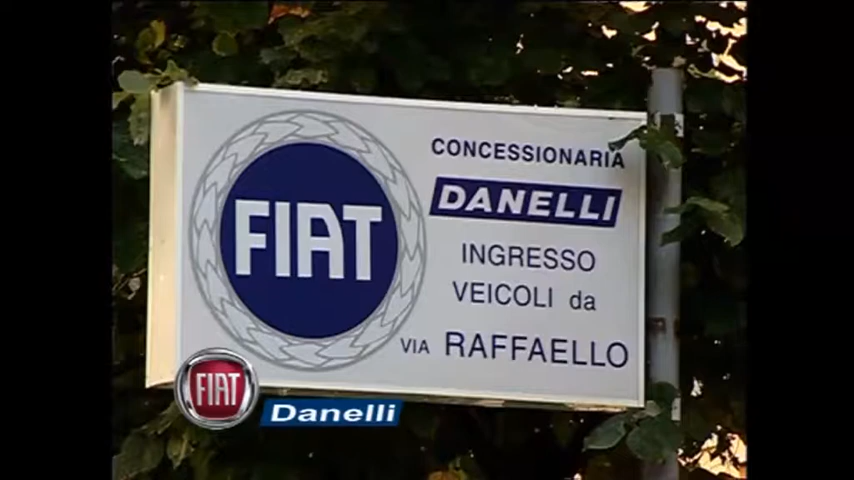 FIAT
CONCESSIONARIA
DANELLI
INGRESSO
VEICOLI da
VIA RAFFAELLO
FIAT
Danelli